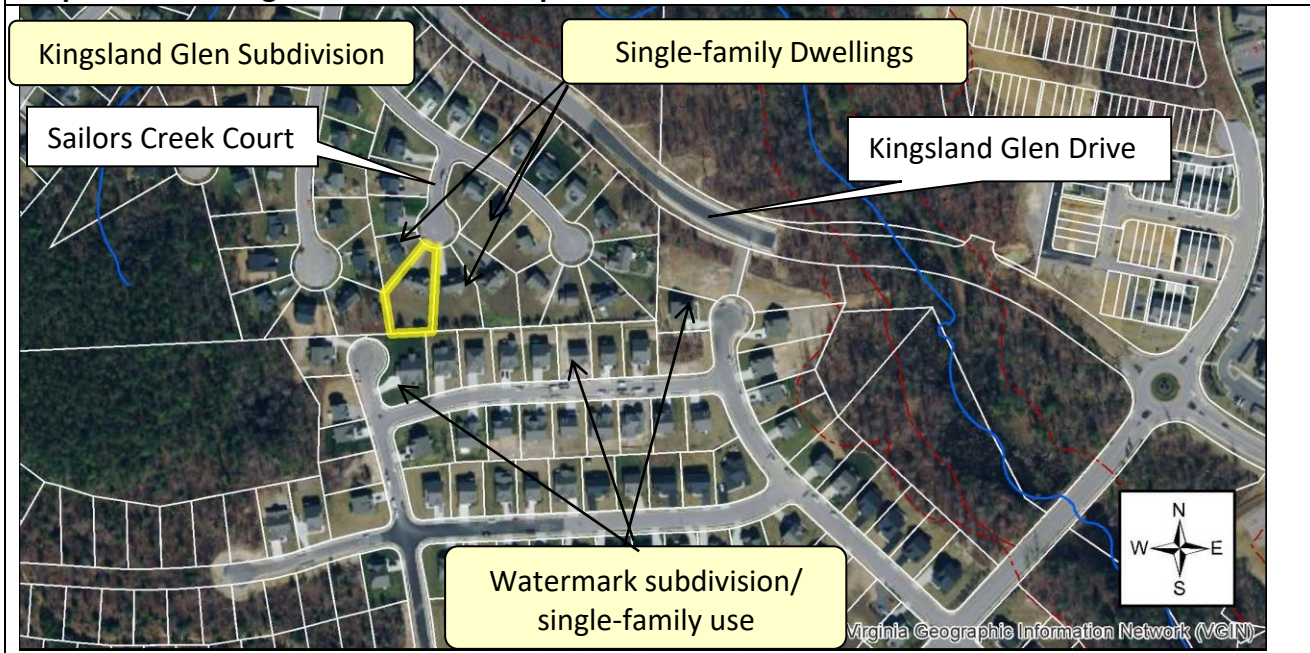 Kingsland Glen Subdivision
Single-family Dwellings
Sailors Creek Court
Kingsland Glen Drive
N
W E
S
Watermark subdivision/
single-family use
Virginia Geographic Information Network (VGIN)